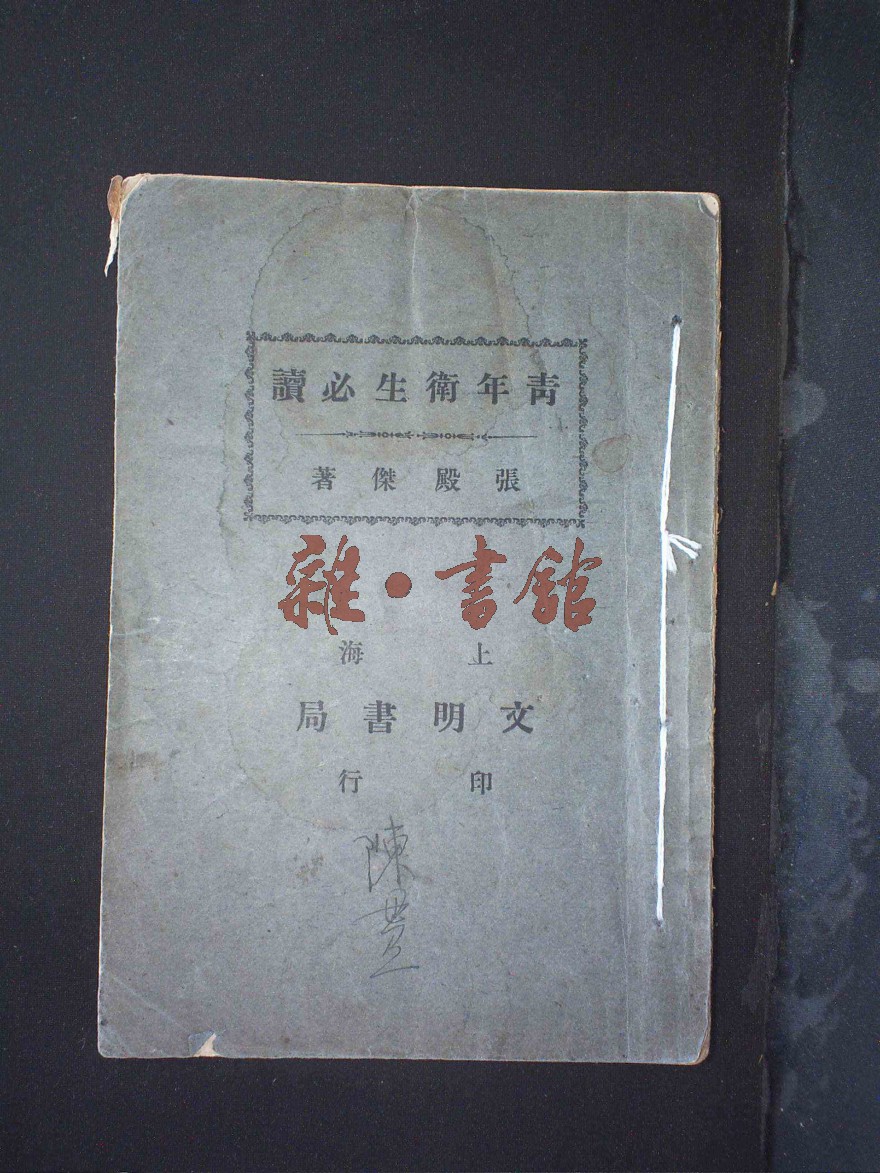 青年衛生必讀
張殿傑著
雜·書館
上海
文明書局
印行
陳